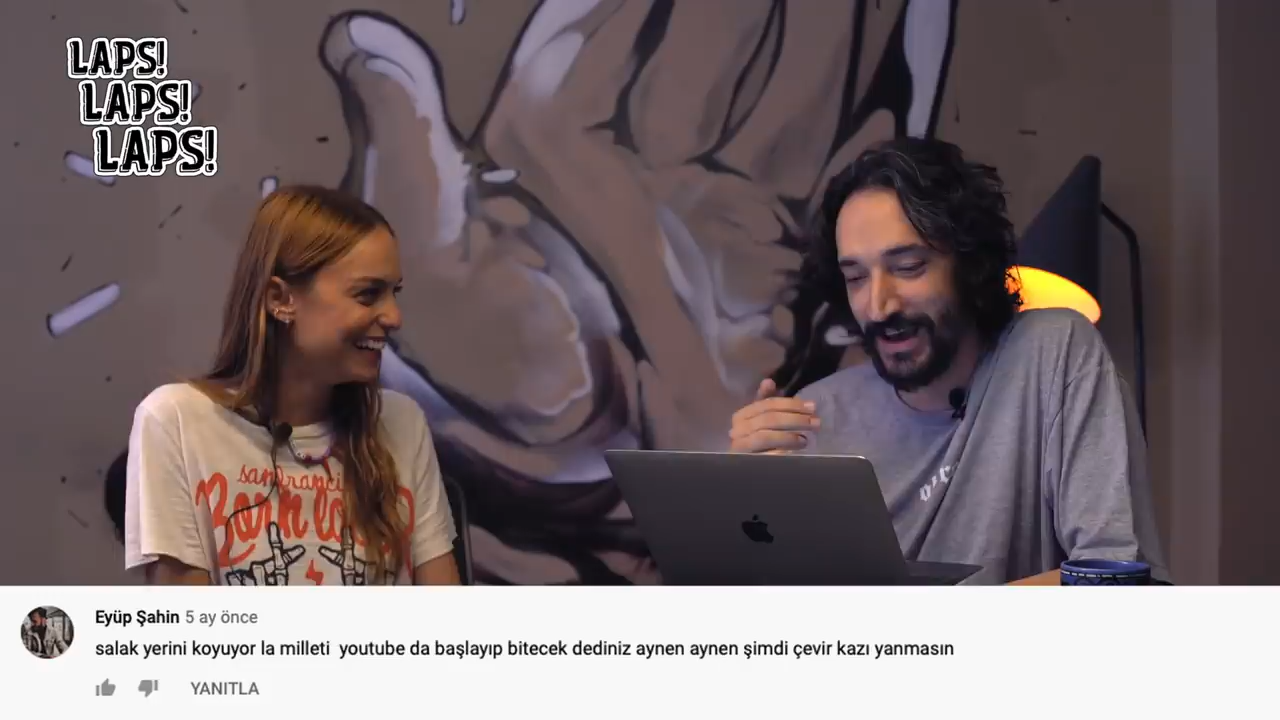 LAPS!
LAPS!
LAPS!
Eyüp Şahin 5 ay önce
salak yerini koyuyor la milleti youtube da başlayıp bitecek dediniz aynen aynen şimdi çevir kazı yanmasın
YANITLA